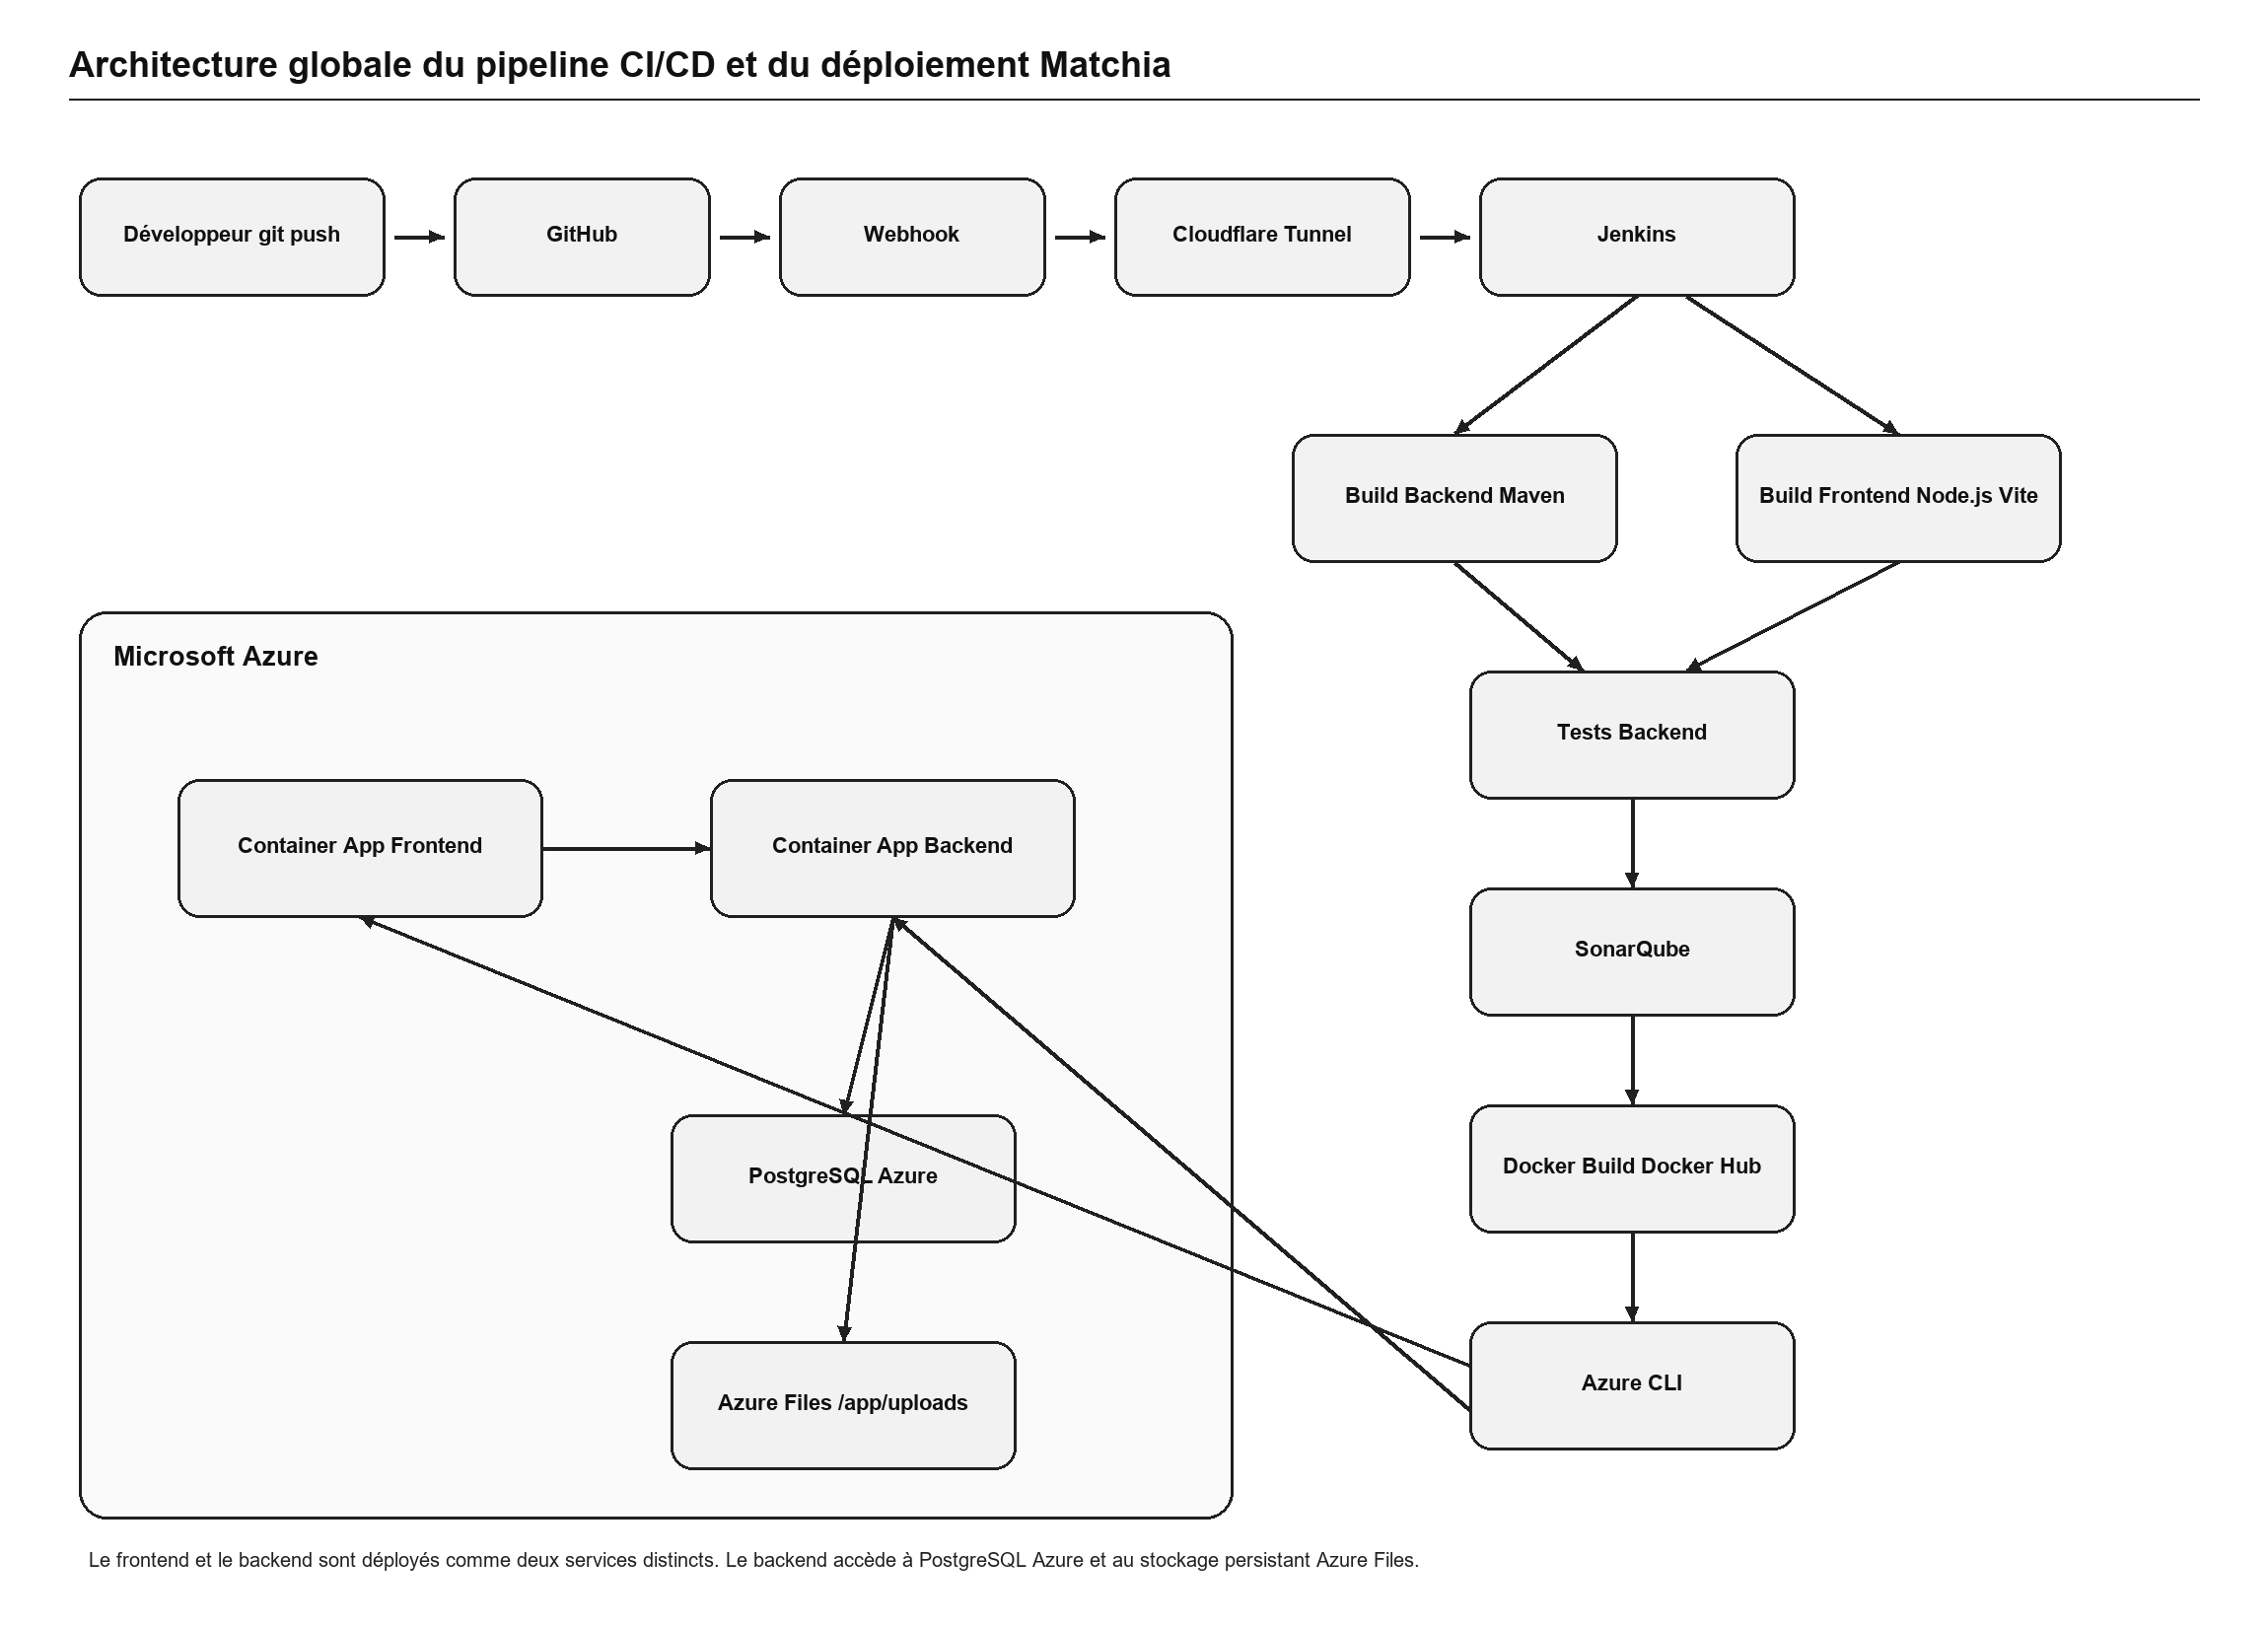 Architecture globale du pipeline CI/CD et du déploiement Matchia
Développeur git push
GitHub
Webhook
Cloudflare Tunnel
Jenkins
Build Backend Maven
Build Frontend Node.js Vite
Microsoft Azure
Tests Backend
Container App Frontend
Container App Backend
SonarQube
PostgreSQL Azure
Docker Build Docker Hub
Azure Files /app/uploads
Azure CLI
Le frontend et le backend sont déployés comme deux services distincts. Le backend accède à PostgreSQL Azure et au stockage persistant Azure Files.